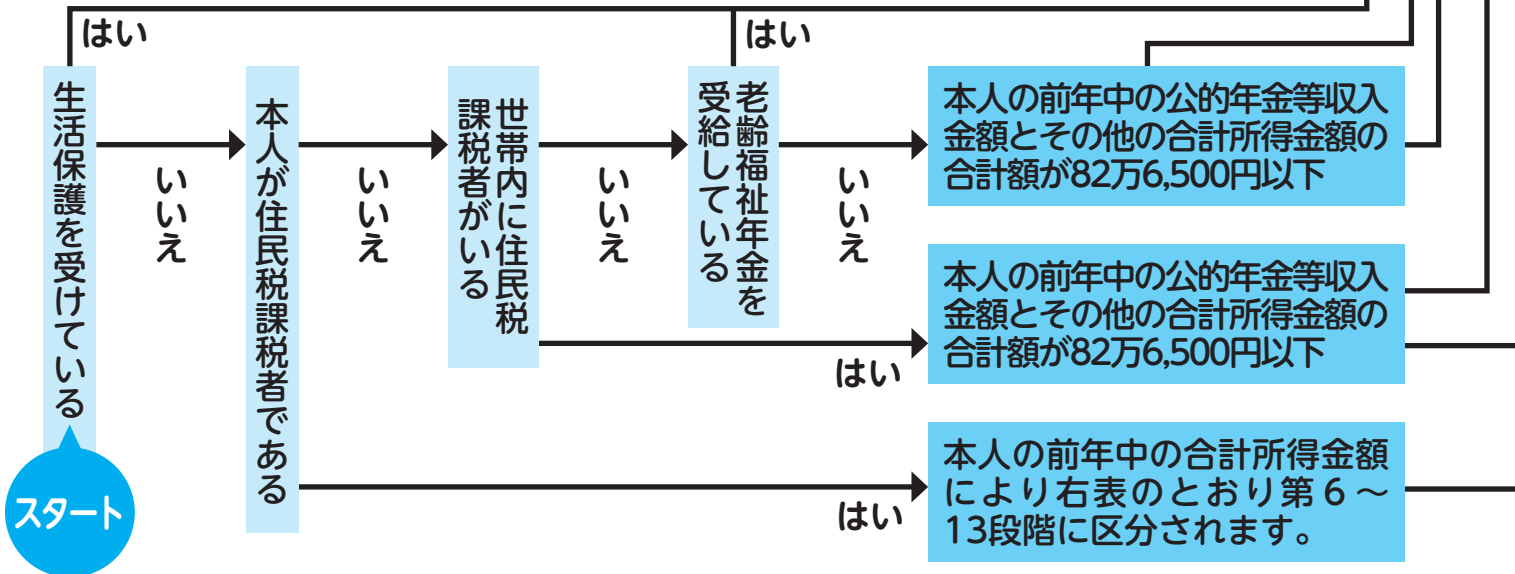 はい
はい
スタート
生活保護を受けている
いいえ
本人が住民税課税者である
いいえ
世帯内に住民税
課税者がいる
いいえ
老齢福祉年金を
受給している
いいえ
本人の前年中の公的年金等収入
金額とその他の合計所得金額の
合計額が82万6,500円以下
はい
本人の前年中の公的年金等収入
金額とその他の合計所得金額の
合計額が82万6,500円以下
はい
本人の前年中の合計所得金額
により右表のとおり第6～
13段階に区分されます。